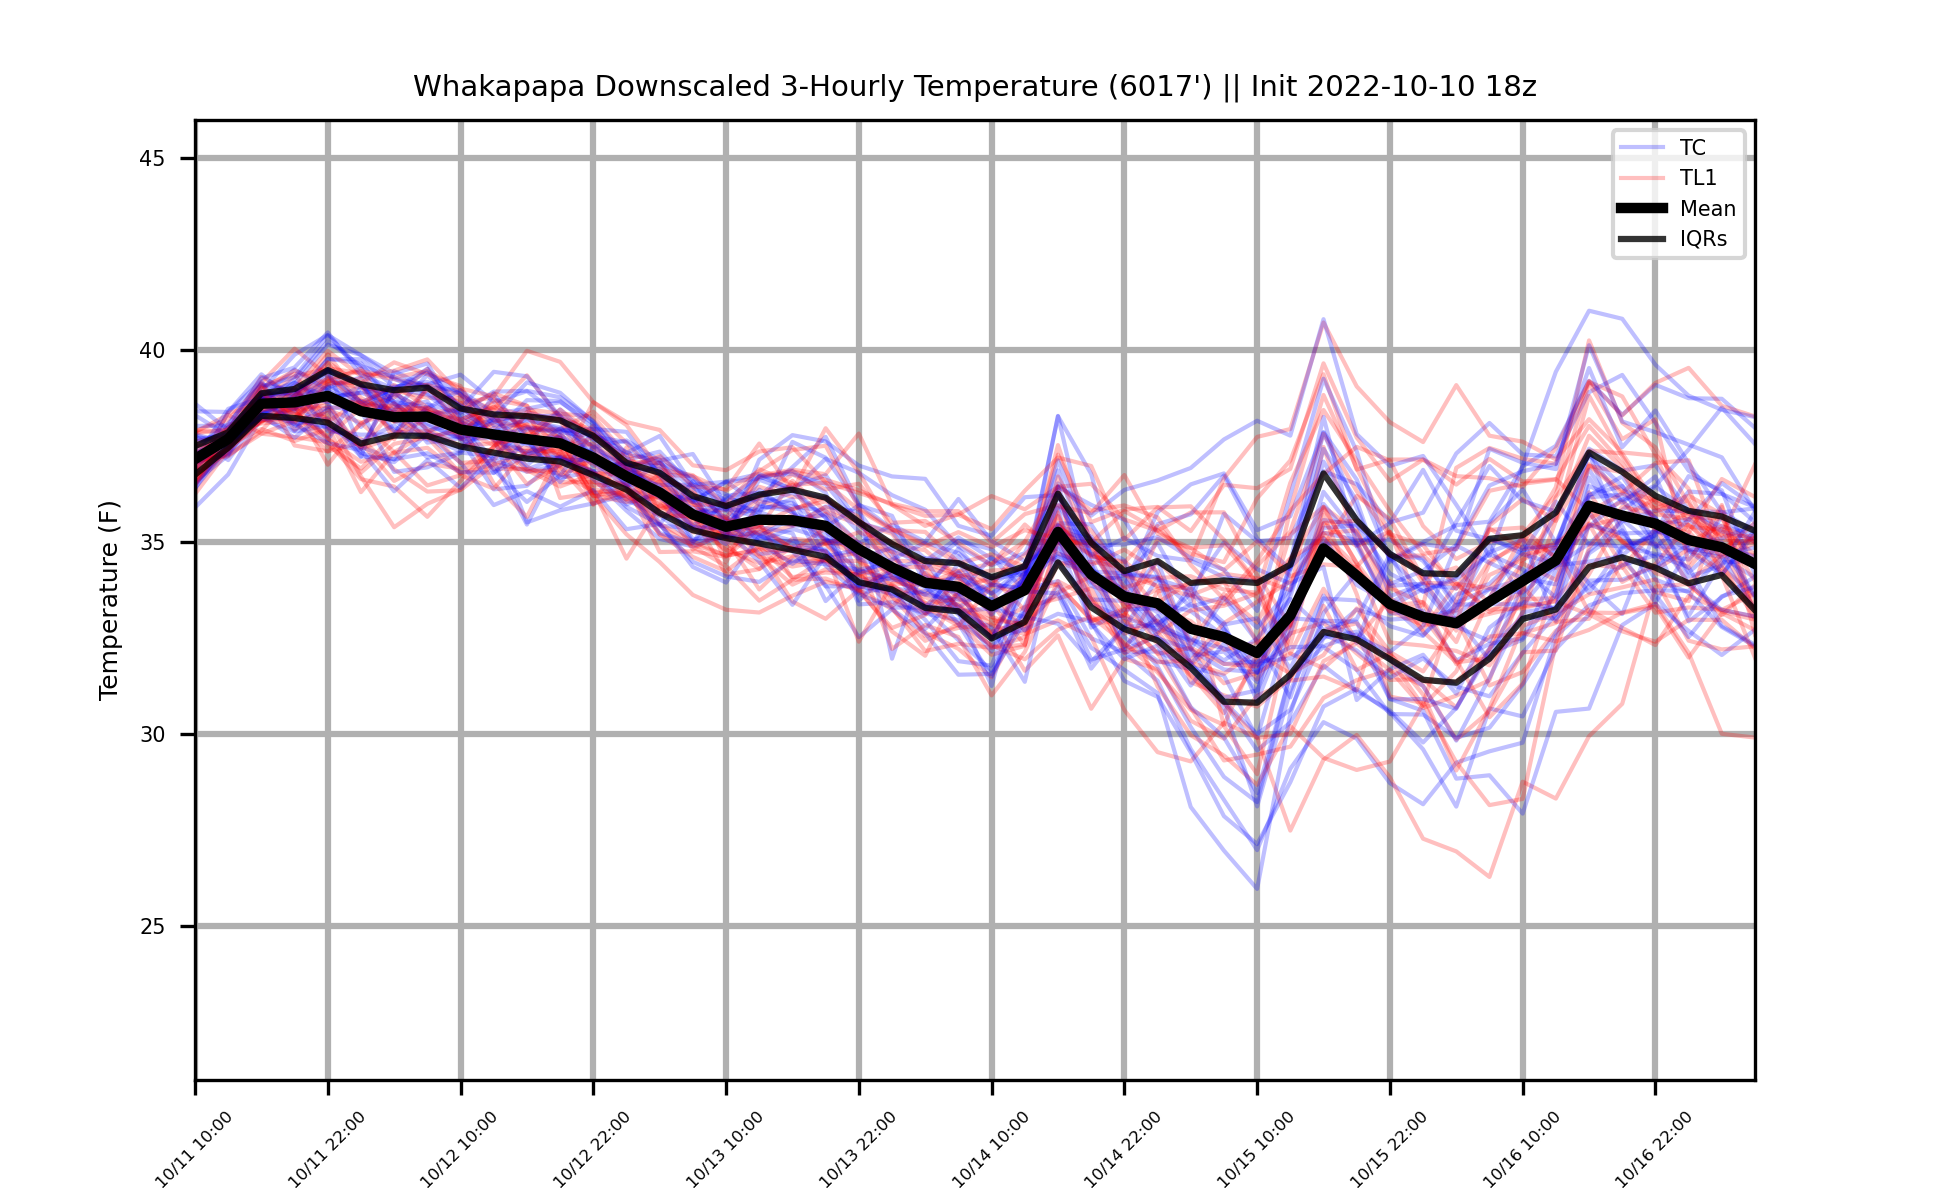 Whakapapa Downscaled 3-Hourly Temperature (6017') || Init 2022-10-10 18z
TC
TL1
Mean
IQRs
45
40
35
30
25
Temperature (F)
10/11 10:00
10/11 22:00
10/12 10:00
10/12 22:00
10/13 10:00
10/13 22:00
10/14 10:00
10/14 22:00
10/15 10:00
10/15 22:00
10/16 10:00
10/16 22:00